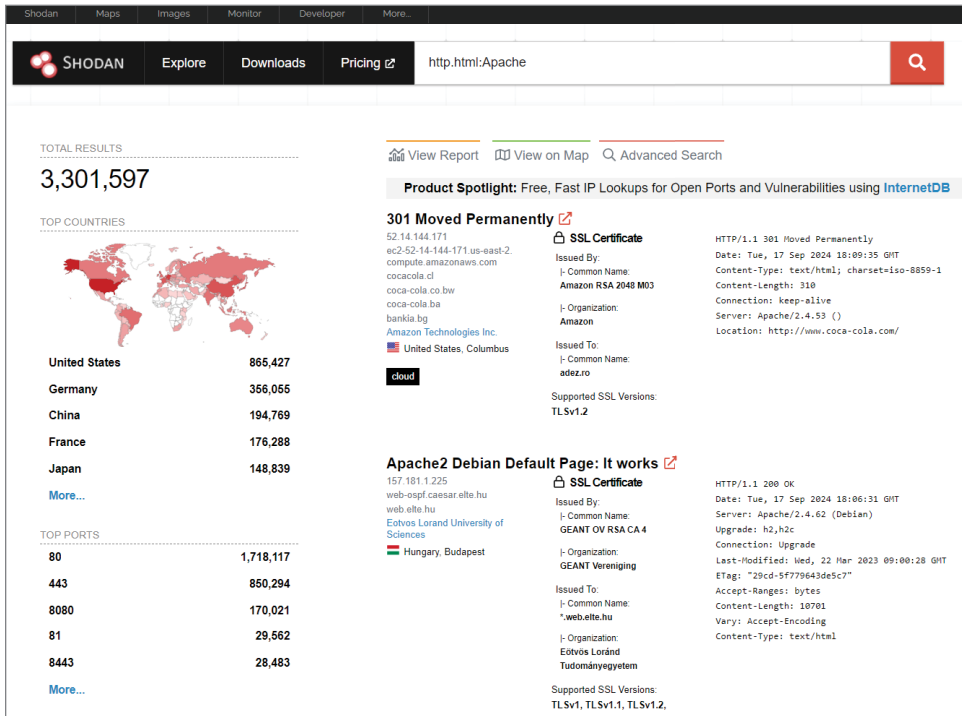 Shodan Maps Images Monitor Developer More...
SHODAN Explore Downloads Pricing http.html:Apache
TOTAL RESULTS
3,301,597
TOP COUNTRIES
United States 865,427
Germany 356,055
China 194,769
France 176,288
Japan 148,839
More...
TOP PORTS
80 1,718,117
443 850,294
8080 170,021
81 29,562
8443 28,483
More...
View Report View on Map Advanced Search
Product Spotlight: Free, Fast IP Lookups for Open Ports and Vulnerabilities using InternetDB
301 Moved Permanently
52.14.144.171
ec2-52-14-144-171.us-east-2.
compute.amazonaws.com
cocacola.cl
coca-cola.co.bw
coca-cola.ba
bankia.bg
Amazon Technologies Inc.
United States, Columbus
cloud
SSL Certificate
Issued By:
|- Common Name:
Amazon RSA 2048 M03
|- Organization:
Amazon
Issued To:
|- Common Name:
adez.ro
Supported SSL Versions:
TLSv1.2
HTTP/1.1 301 Moved Permanently
Date: Tue, 17 Sep 2024 18:09:35 GMT
Content-Type: text/html; charset=iso-8859-1
Content-Length: 310
Connection: keep-alive
Server: Apache/2.4.53 ()
Location: http://www.coca-cola.com/
Apache2 Debian Default Page: It works
157.181.1.225
web-ospf.caesar.elte.hu
web.elte.hu
Eotvos Lorand University of
Sciences
Hungary, Budapest
SSL Certificate
Issued By:
|- Common Name:
GEANT OV RSA CA 4
|- Organization:
GEANT Vereniging
Issued To:
|- Common Name:
*.web.elte.hu
|- Organization:
Eötvös Loránd
Tudományegyetem
Supported SSL Versions:
TLSv1, TLSv1.1, TLSv1.2,
HTTP/1.1 200 OK
Date: Tue, 17 Sep 2024 18:06:31 GMT
Server: Apache/2.4.62 (Debian)
Upgrade: h2,h2c
Connection: Upgrade
Last-Modified: Wed, 22 Mar 2023 09:00:28 GMT
ETag: "29cd-5f779643de5c7"
Accept-Ranges: bytes
Content-Length: 10701
Vary: Accept-Encoding
Content-Type: text/html